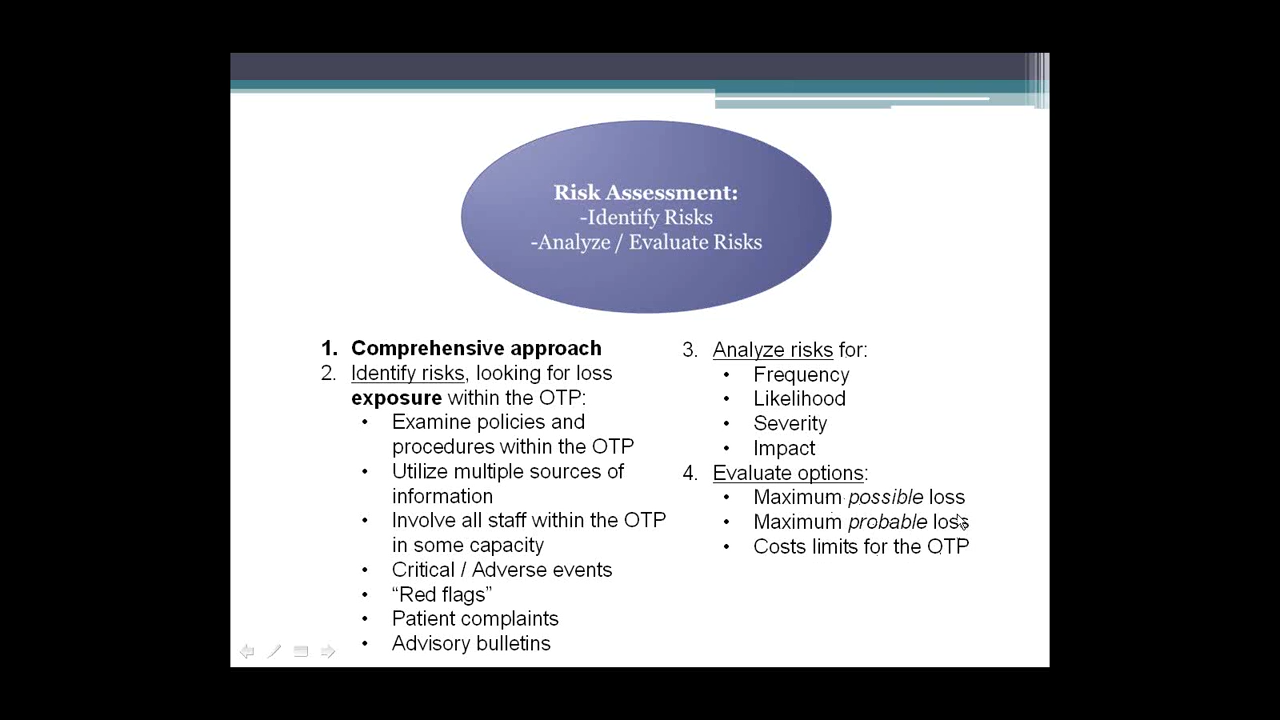 Risk Assessment:
-Identify Risks
-Analyze / Evaluate Risks
1. Comprehensive approach
2. Identify risks, looking for loss
exposure within the OTP:
• Examine policies and
procedures within the OTP
• Utilize multiple sources of
information
• Involve all staff within the OTP
in some capacity
• Critical / Adverse events
• “Red flags”
• Patient complaints
• Advisory bulletins
3. Analyze risks for:
• Frequency
• Likelihood
• Severity
• Impact
4. Evaluate options:
• Maximum possible loss
• Maximum probable loss
• Costs limits for the OTP